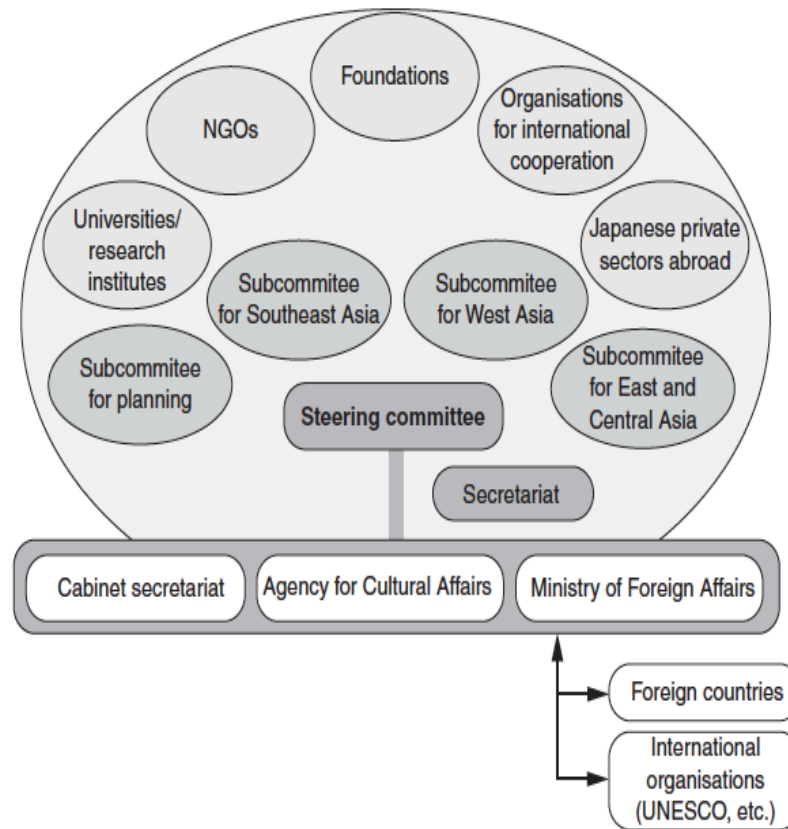 Foundations
NGOs
Organisations
for international
cooperation
Universities/
research
institutes
Japanese private
sectors abroad
Subcommitee
for Southeast Asia
Subcommitee
for West Asia
Subcommitee
for planning
Subcommitee
for East and
Central Asia
Steering committee
Secretariat
Cabinet secretariat
Agency for Cultural Affairs
Ministry of Foreign Affairs
Foreign countries
International
organisations
(UNESCO, etc.)